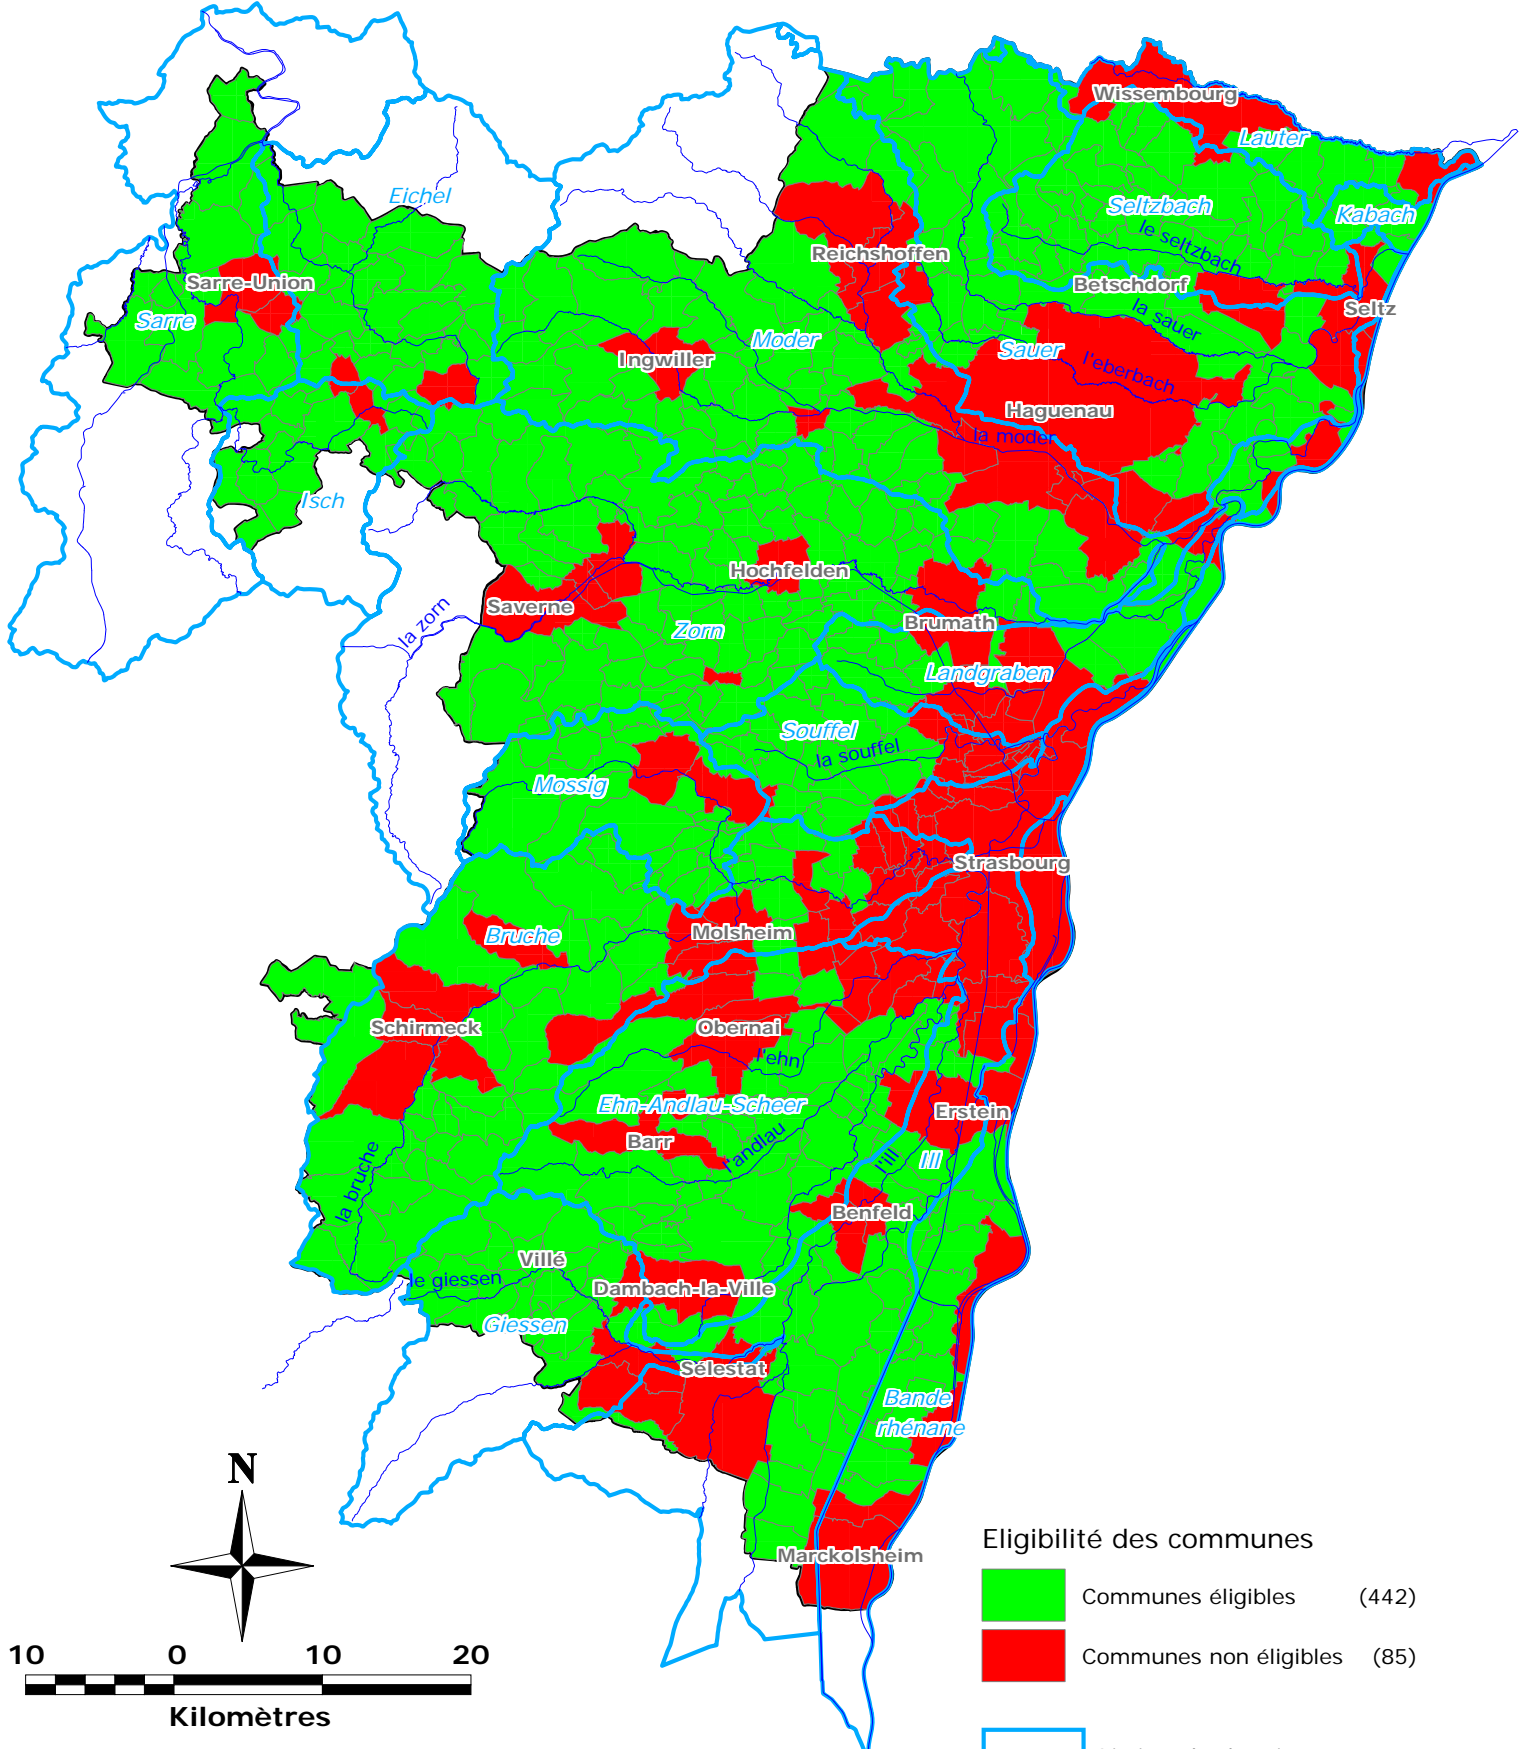 Wissembourg
Lauter
Eichel
Seltzbach
Kabach
le seltzbach
Reichshoffen
Sarre-Union
Betschdorf
Seltz
Sarre
la sauer
Moder
Sauer
Ingwiller
l'eberbach
Haguenau
la moder
Isch
Hochfelden
Saverne
la zorn
Brumath
Zorn
Landgraben
Souffel
la souffel
Mossig
Strasbourg
Molsheim
Bruche
Schirmeck
Obernai
l'ehn
Ehn-Andlau-Scheer
Erstein
Barr
l'andlau
l'ill
Ill
la bruche
Benfeld
Villé
le giessen
Dambach-la-Ville
Giessen
Sélestat
Bande
rhénane
N
Marckolsheim
Eligibilité des communes
Communes éligibles (442)
Communes non éligibles (85)
10 0 10 20
Kilomètres